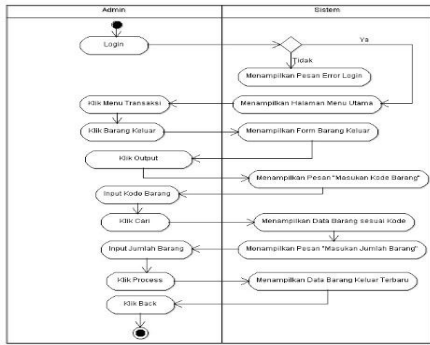 Admin
Sistem
Login
Ya
Tidak
Menampilkan Pesan Error Login
Klik Menu Transaksi
Menampilkan Halaman Menu Utama
Klik Barang Keluar
Menampilkan Form Barang Keluar
Klik Output
Menampilkan Pesan "Masukan Kode Barang"
Input Kode Barang
Klik Cari
Menampilkan Data Barang sesuai Kode
Input Jumlah Barang
Menampilkan Pesan "Masukan Jumlah Barang"
Klik Process
Menampilkan Data Barang Keluar Terbaru
Klik Back